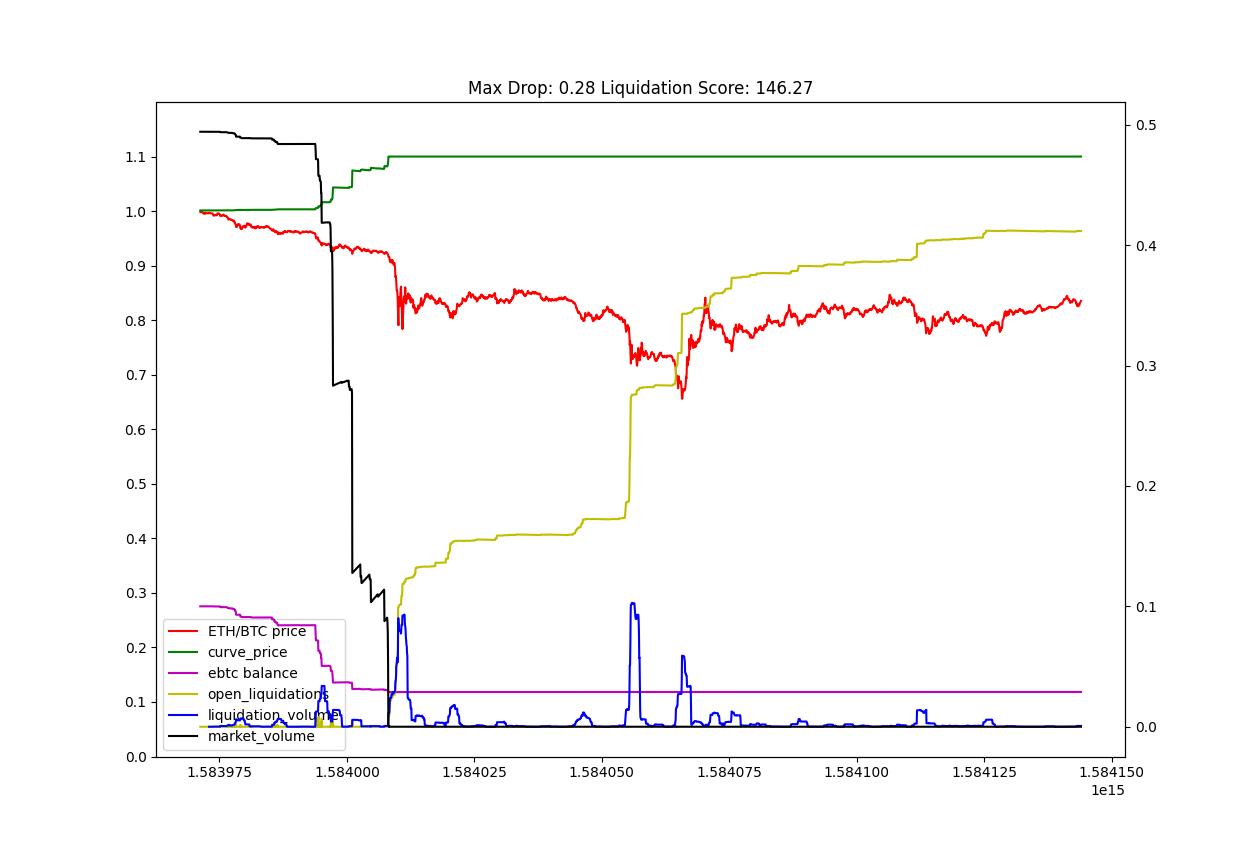 Max Drop: 0.28 Liquidation Score: 146.27
1.1
1.0
0.9
0.8
0.7
0.6
0.5
0.4
0.3
0.2
0.1
0.0
0.5
0.4
0.3
0.2
0.1
0.0
ETH/BTC price
curve_price
ebtc balance
open_liquidations
liquidation_volume
market_volume
1.583975 1.584000 1.584025 1.584050 1.584075 1.584100 1.584125 1.584150
1e15